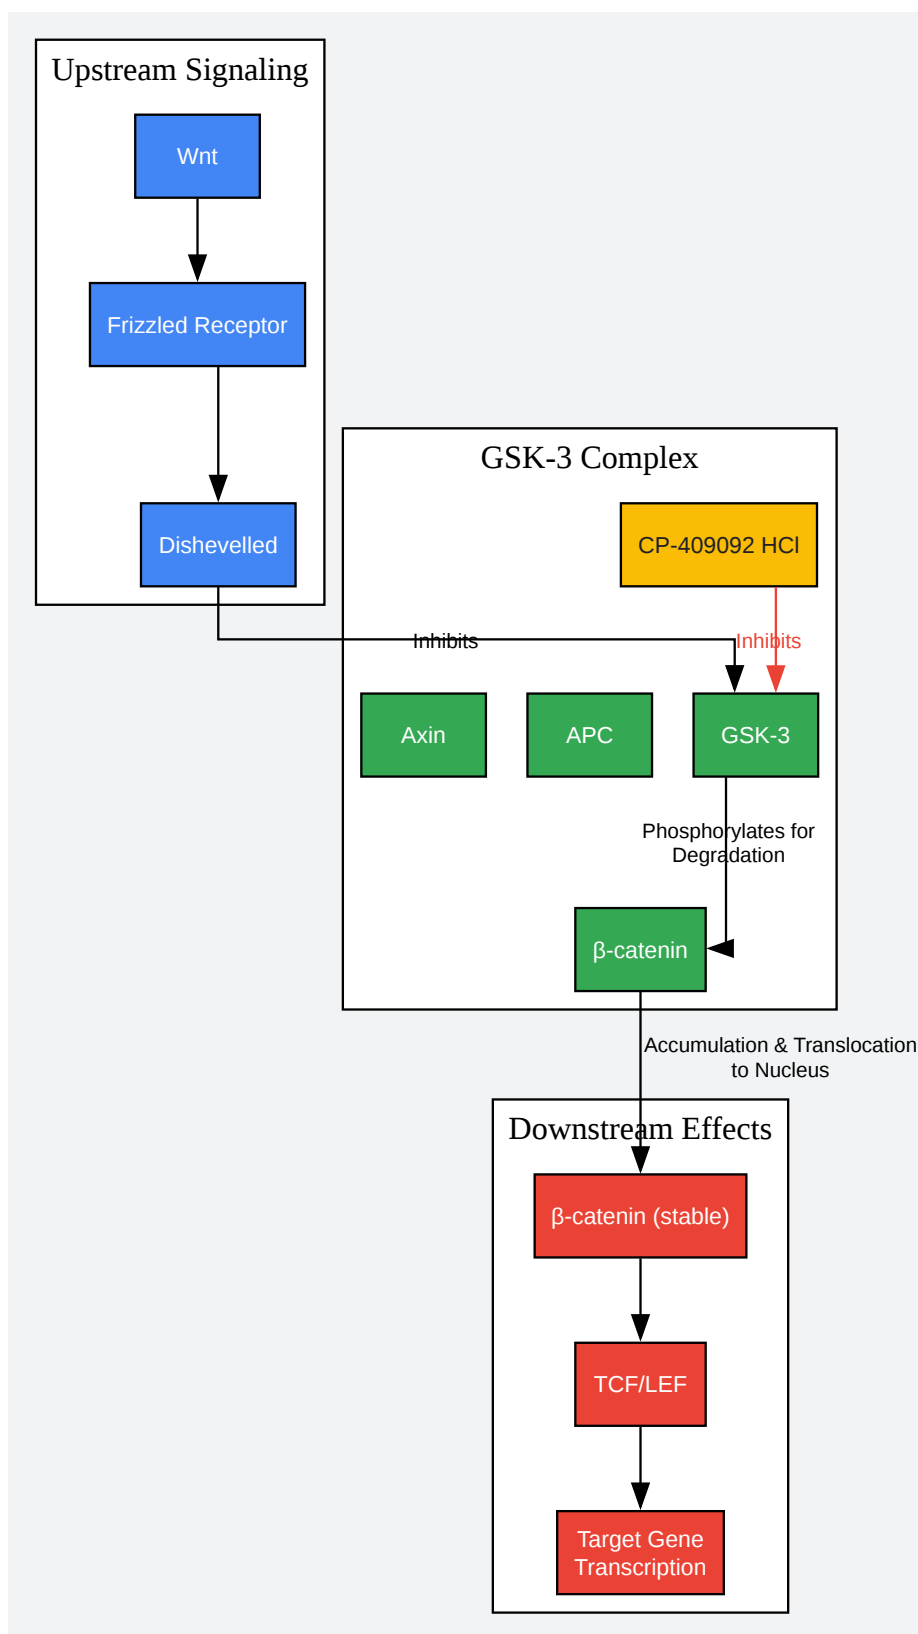 Upstream Signaling
Wnt
Frizzled Receptor
Dishevelled
GSK-3 Complex
CP-409092 HCl
Inhibits
Inhibits
Axin
APC
GSK-3
Phosphorylates for
Degradation
β-catenin
Accumulation & Translocation
to Nucleus
Downstream Effects
β-catenin (stable)
TCF/LEF
Target Gene
Transcription